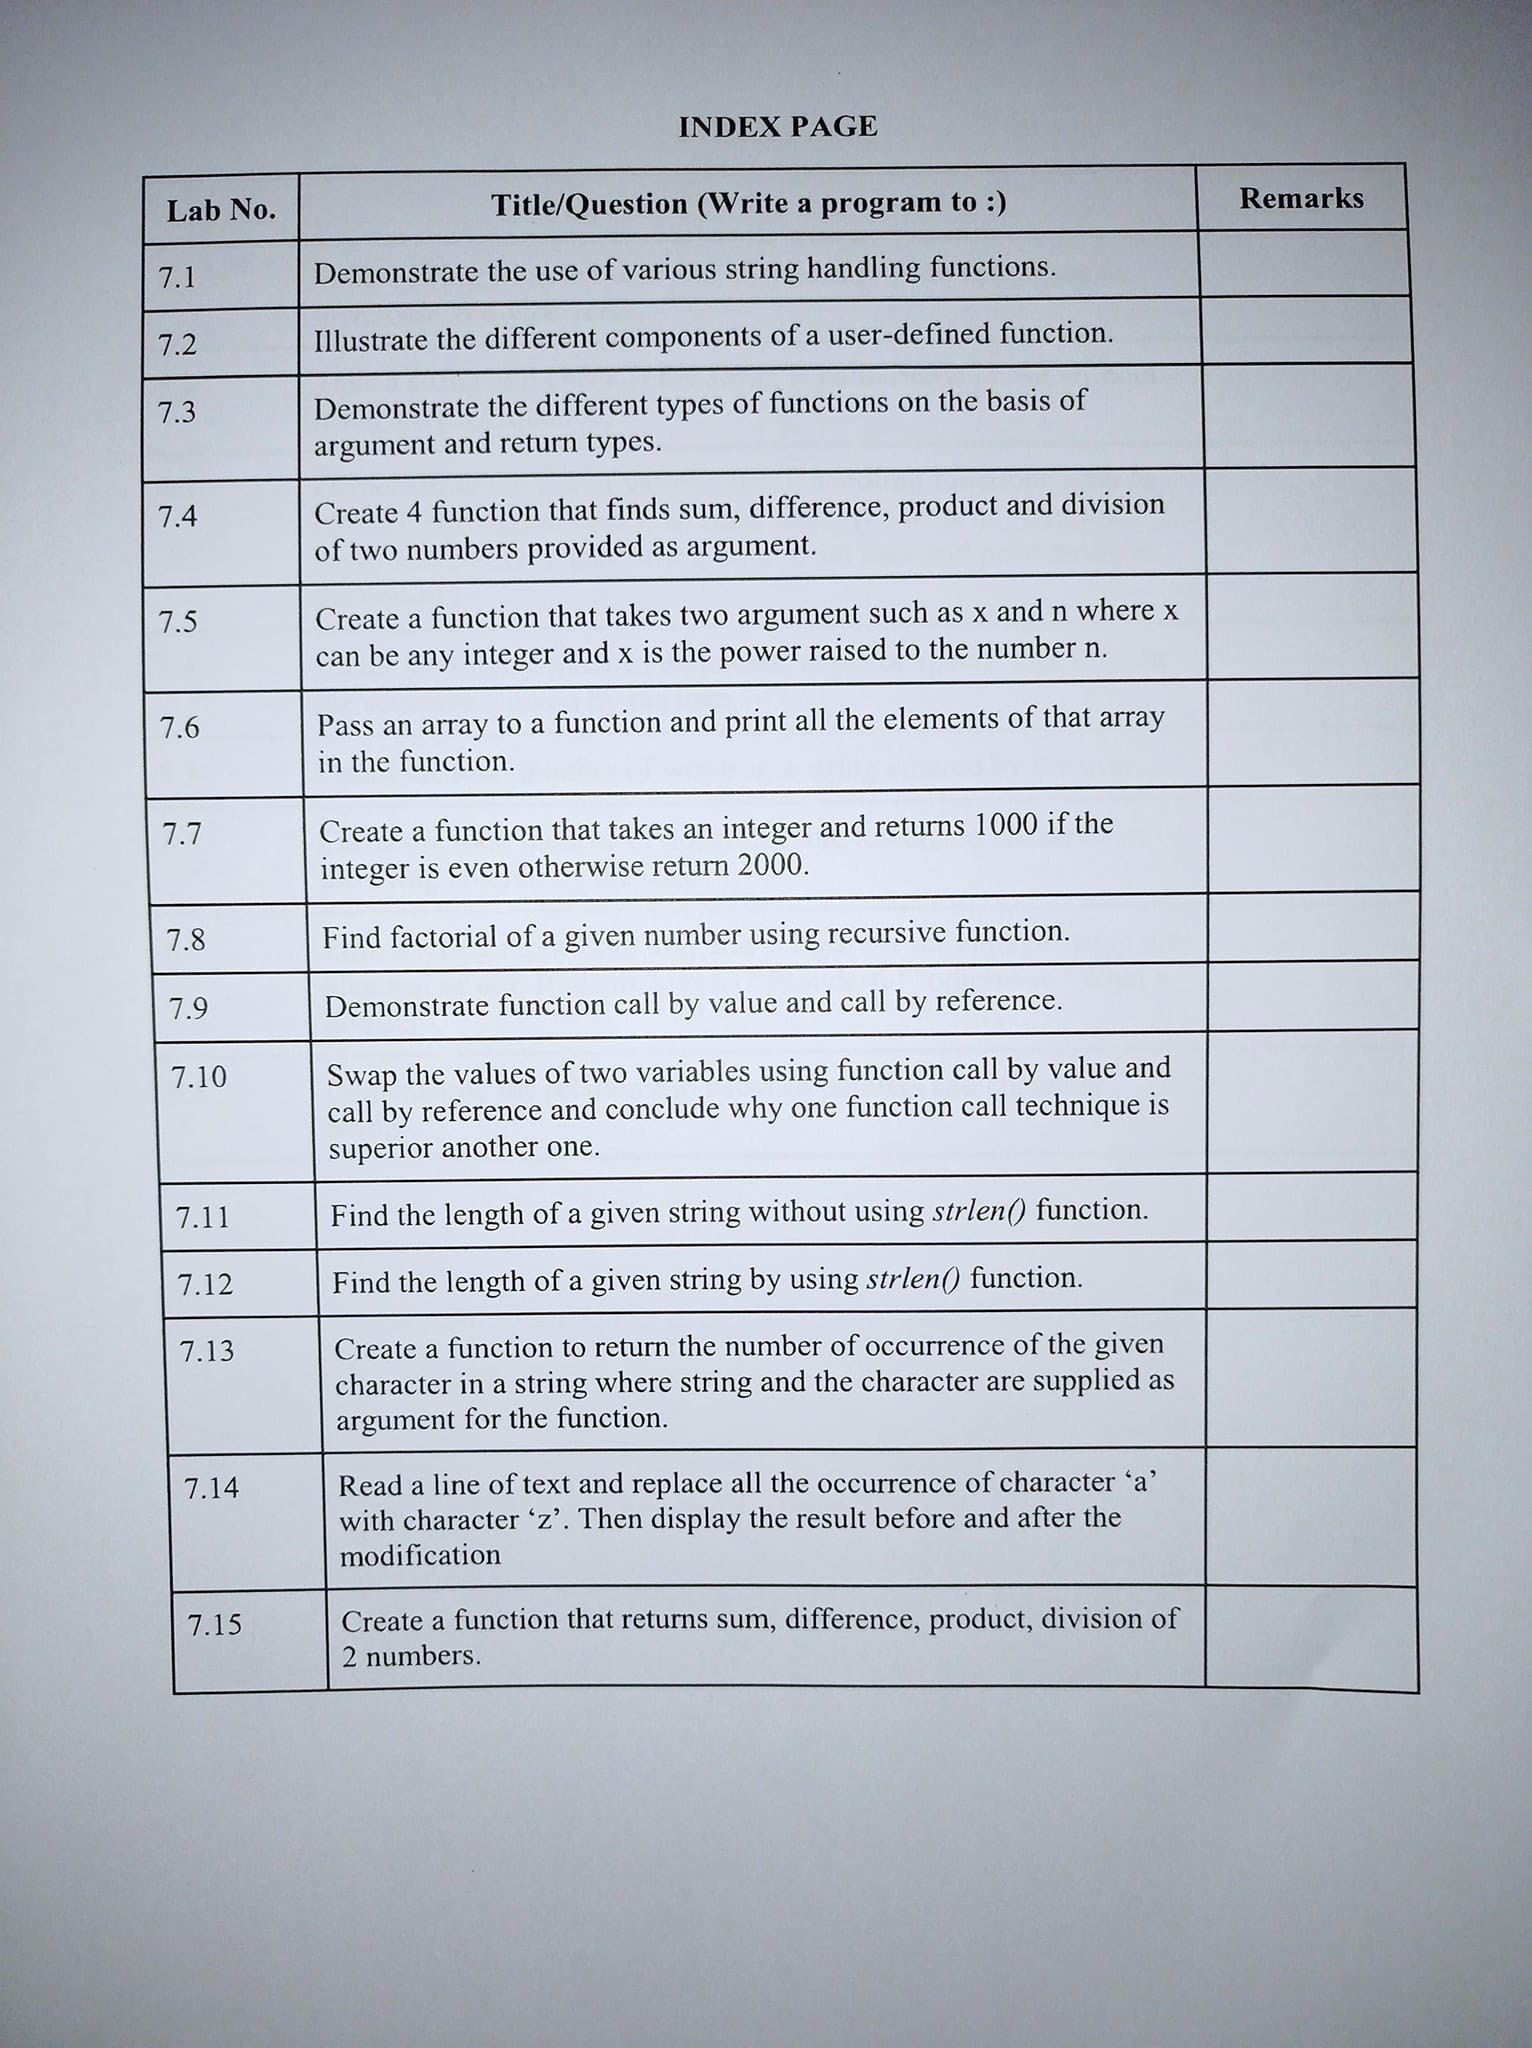 INDEX PAGE
Lab No. Title/Question (Write a program to :) Remarks
7.1 Demonstrate the use of various string handling functions.
7.2 Illustrate the different components of a user-defined function.
7.3 Demonstrate the different types of functions on the basis of
argument and return types.
7.4 Create 4 function that finds sum, difference, product and division
of two numbers provided as argument.
7.5 Create a function that takes two argument such as x and n where x
can be any integer and x is the power raised to the number n.
7.6 Pass an array to a function and print all the elements of that array
in the function.
7.7 Create a function that takes an integer and returns 1000 if the
integer is even otherwise return 2000.
7.8 Find factorial of a given number using recursive function.
7.9 Demonstrate function call by value and call by reference.
7.10 Swap the values of two variables using function call by value and
call by reference and conclude why one function call technique is
superior another one.
7.11 Find the length of a given string without using strlen() function.
7.12 Find the length of a given string by using strlen() function.
7.13 Create a function to return the number of occurrence of the given
character in a string where string and the character are supplied as
argument for the function.
7.14 Read a line of text and replace all the occurrence of character ‘a’
with character ‘z’. Then display the result before and after the
modification
7.15 Create a function that returns sum, difference, product, division of
2 numbers.